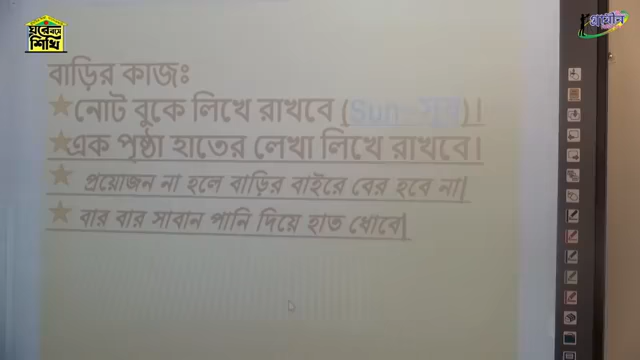 ঘরে বসে
শিখি
বাড়ির কাজঃ
★নোট বুকে লিখে রাখবে (Sun-সূর্য)।
★এক পৃষ্ঠা হাতের লেখা লিখে রাখবে।
★ প্রয়োজন না হলে বাড়ির বাইরে বের হবে না।
★ বার বার সাবান পানি দিয়ে হাত ধোবে।